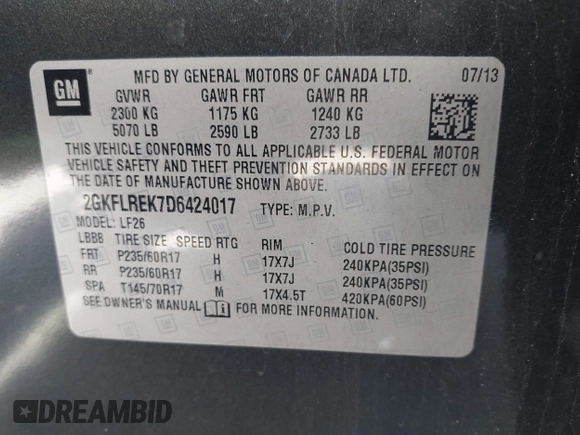 GM
MFD BY GENERAL MOTORS OF CANADA LTD. 07/13
GVWR GAWR FRT GAWR RR
2300 KG 1175 KG 1240 KG
5070 LB 2590 LB 2733 LB
THIS VEHICLE CONFORMS TO ALL APPLICABLE U.S. FEDERAL MOTOR
VEHICLE SAFETY AND THEFT PREVENTION STANDARDS IN EFFECT ON
THE DATE OF MANUFACTURE SHOWN ABOVE.
2GKFLREK7D6424017 TYPE: M.P.V.
MODEL: LF26
LBBB TIRE SIZE SPEED RTG RIM COLD TIRE PRESSURE
FRT P235/60R17 H 17X7J 240KPA(35PSI)
RR P235/60R17 H 17X7J 240KPA(35PSI)
SPA T145/70R17 M 17X4.5T 420KPA(60PSI)
SEE OWNER'S MANUAL FOR MORE INFORMATION.
DREAMBID